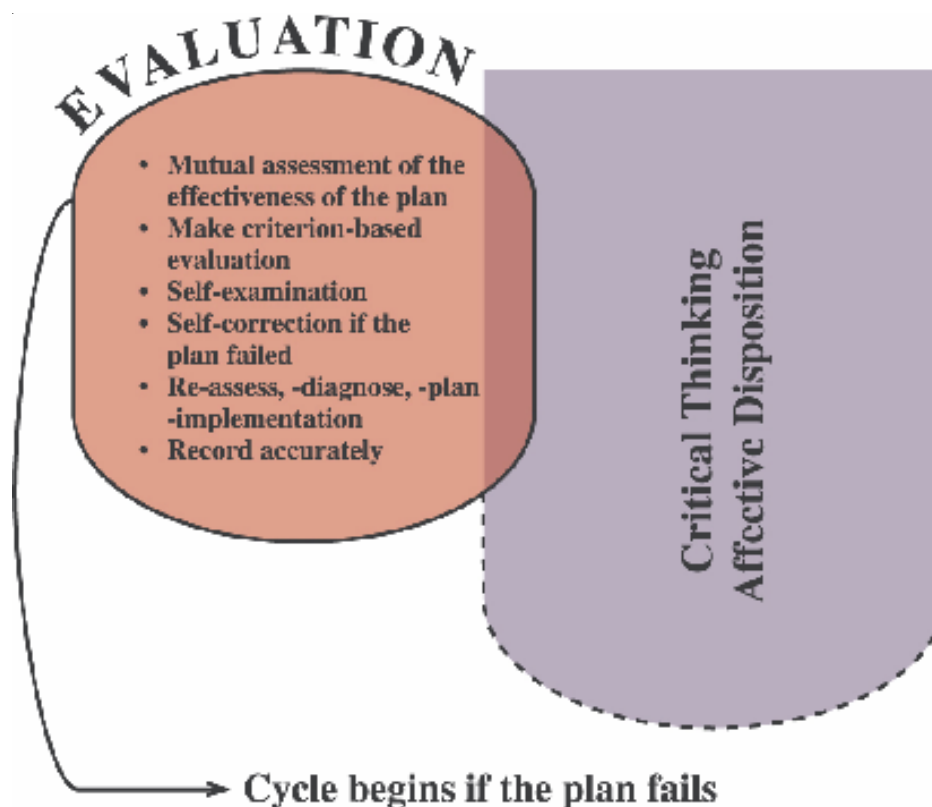 EVALUATION
• Mutual assessment of the
effectiveness of the plan
• Make criterion-based
evaluation
• Self-examination
• Self-correction if the
plan failed
• Re-assess, -diagnose, -plan
-implementation
• Record accurately
Critical Thinking
Affective Disposition
Cycle begins if the plan fails